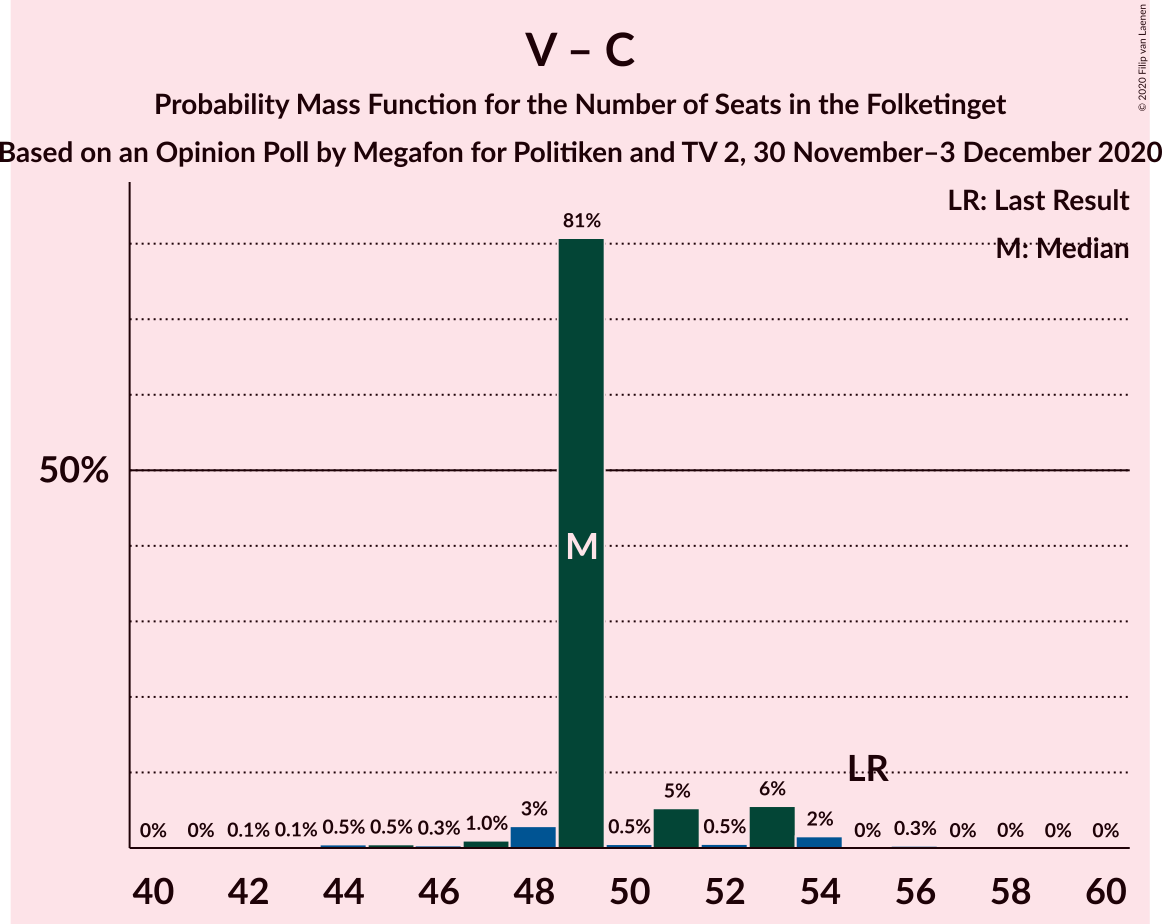 V – C
Probability Mass Function for the Number of Seats in the Folketinget
Based on an Opinion Poll by Megafon for Politiken and TV 2, 30 November–3 December 2020
© 2020 Filip van Laenen
LR: Last Result
M: Median
81%
50%
M
LR
0% 0% 0.1% 0.1% 0.5% 0.5% 0.3% 1.0% 3% 0.5% 5% 0.5% 6% 2% 0% 0.3% 0% 0% 0% 0%
40 42 44 46 48 50 52 54 56 58 60